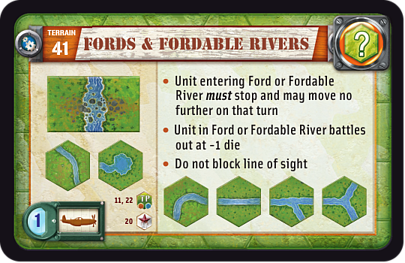 TERRAIN
41
FORDS & FORDABLE RIVERS
?
• Unit entering Ford or Fordable
River must stop and may move no
further on that turn
• Unit in Ford or Fordable River battles
out at -1 die
• Do not block line of sight
11, 22
20
1